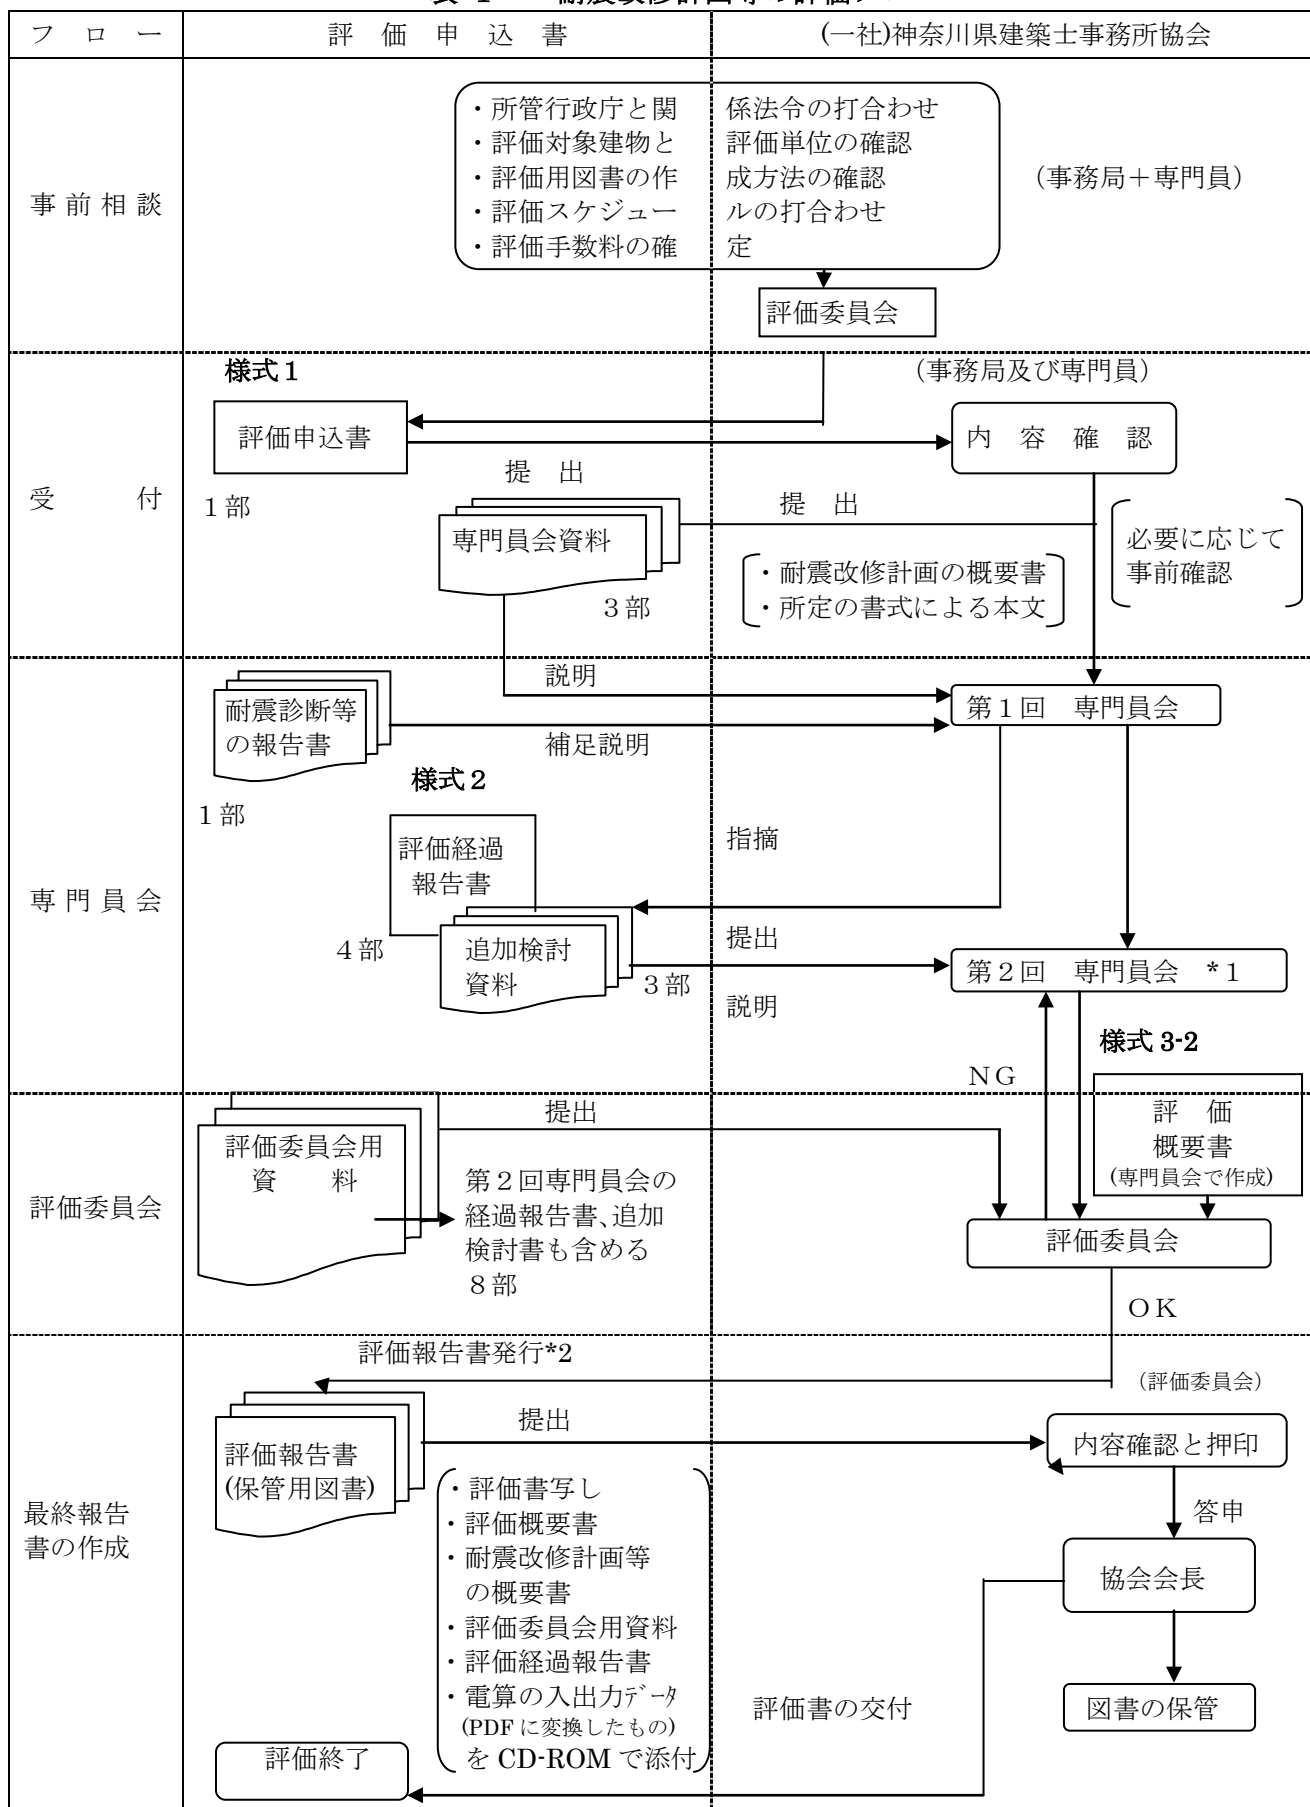 フ ロ ー
評 価 申 込 書
(一社)神奈川県建築士事務所協会
事前相談
・所管行政庁と関係法令の打合わせ
・評価対象建物と評価単位の確認
・評価用図書の作成方法の確認
・評価スケジュールの打合わせ
・評価手数料の確定
(事務局＋専門員)
評価委員会
受 付
様式1
(事務局及び専門員)
評価申込書
内 容 確 認
1部
提 出
専門員会資料
3部
提 出
・耐震改修計画の概要書
・所定の書式による本文
必要に応じて
事前確認
専門員会
説明
耐震診断等
の報告書
第1回 専門員会
補足説明
1部
様式2
評価経過
報告書
指摘
4部
追加検討
資料
3部
提出
説明
第2回 専門員会 *1
様式 3-2
NG
評価委員会
評価委員会用
資 料
提出
第2回専門員会の
経過報告書、追加
検討書も含める
8部
評 価
概要書
(専門員会で作成)
評価委員会
OK
最終報告
書の作成
評価報告書発行*2
(評価委員会)
提出
評価報告書
(保管用図書)
内容確認と押印
・評価書写し
・評価概要書
・耐震改修計画等
の概要書
・評価委員会用資料
・評価経過報告書
・電算の入出力ﾃﾞｰﾀ
(PDFに変換したもの)
を CD-ROM で添付
答申
協会会長
評価書の交付
図書の保管
評価終了